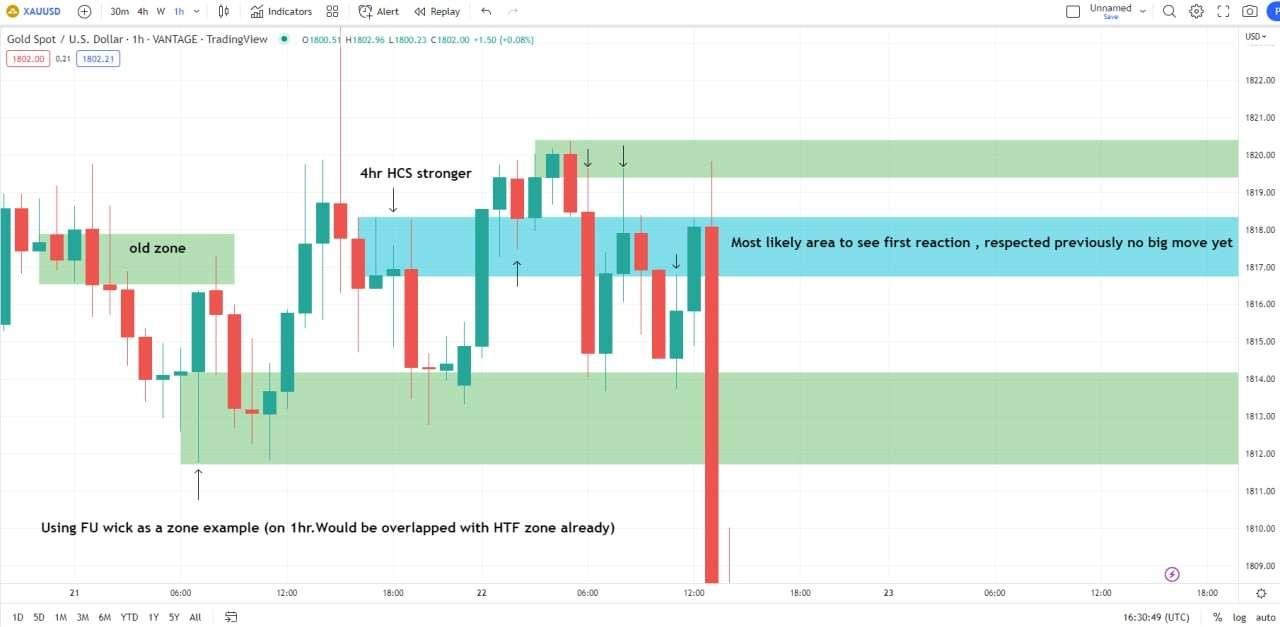 XAUUSD 30m 4h W 1h Indicators Alert Replay Unnamed
Save
Gold Spot / U.S. Dollar · 1h · VANTAGE · TradingView O1800.51 H1802.96 L1800.23 C1802.00 +1.50 (+0.08%) USD
1802.00 0.21 1802.21
1822.00
1821.00
1820.00
4hr HCS stronger
1819.00
1818.00
old zone
Most likely area to see first reaction , respected previously no big move yet
1817.00
1816.00
1815.00
1814.00
1813.00
1812.00
1811.00
Using FU wick as a zone example (on 1hr.Would be overlapped with HTF zone already)
1810.00
1809.00
21 06:00 12:00 18:00 22 06:00 12:00 18:00 23 06:00 12:00 18:00
1D 5D 1M 3M 6M YTD 1Y 5Y All 16:30:49 (UTC) % log auto